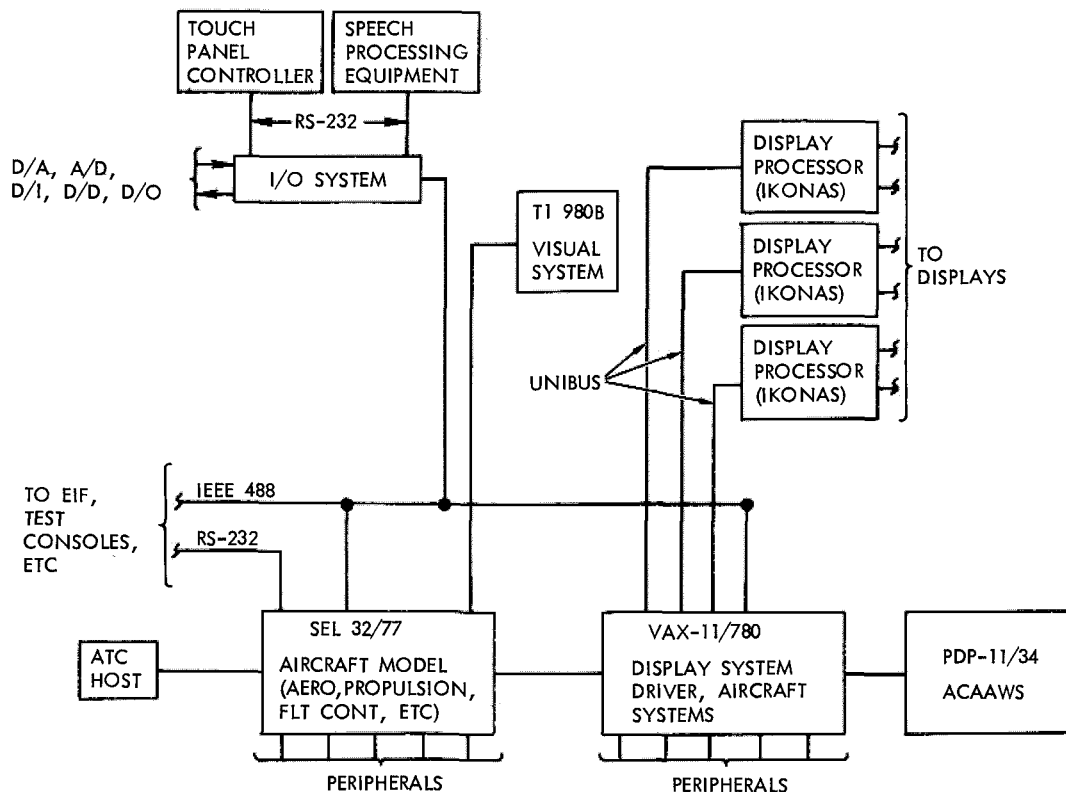 TOUCH
PANEL
CONTROLLER
SPEECH
PROCESSING
EQUIPMENT
RS-232
D/A, A/D,
D/I, D/D, D/O
I/O SYSTEM
T1 980B
VISUAL
SYSTEM
DISPLAY
PROCESSOR
(IKONAS)
DISPLAY
PROCESSOR
(IKONAS)
DISPLAY
PROCESSOR
(IKONAS)
TO
DISPLAYS
UNIBUS
TO EIF,
TEST
CONSOLES,
ETC
IEEE 488
RS-232
ATC
HOST
SEL 32/77
AIRCRAFT MODEL
(AERO,PROPULSION,
FLT CONT, ETC)
PERIPHERALS
VAX-11/780
DISPLAY SYSTEM
DRIVER, AIRCRAFT
SYSTEMS
PERIPHERALS
PDP-11/34
ACAAWS